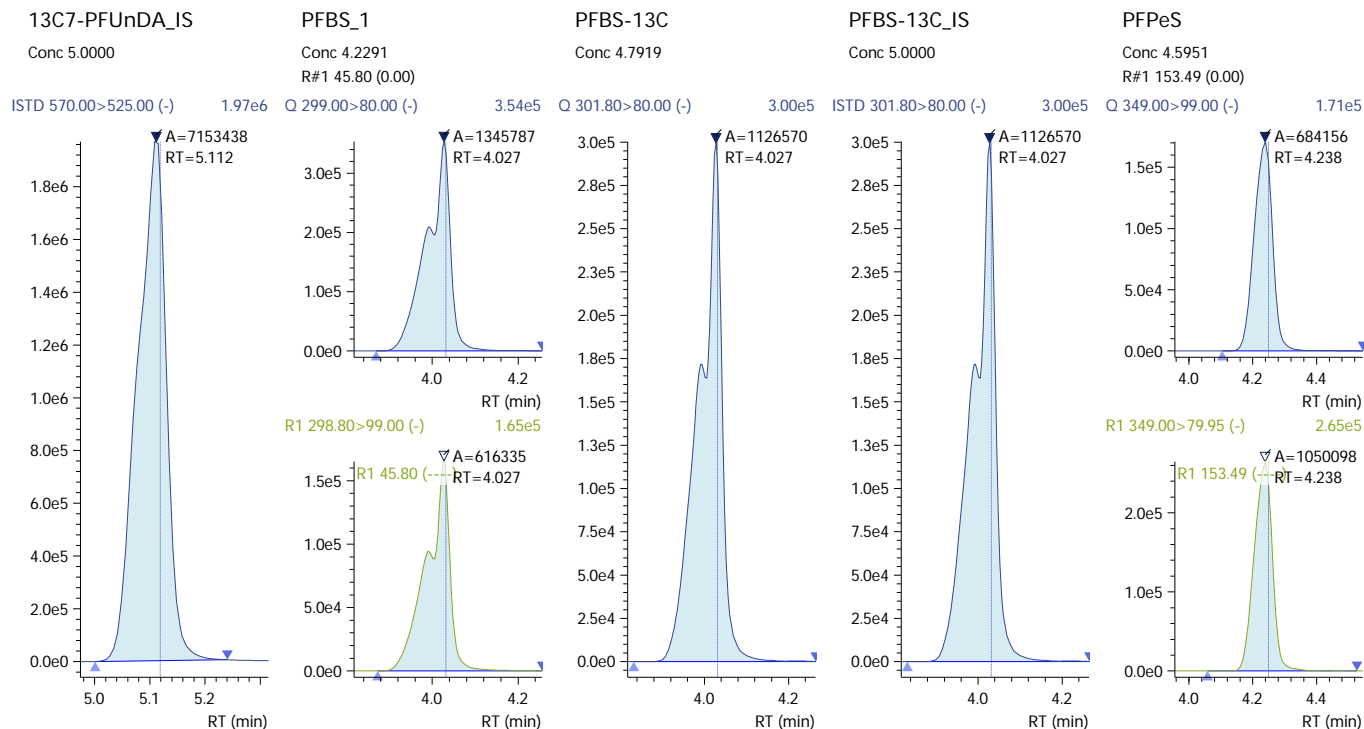 13C7-PFUnDA_IS
Conc 5.0000
ISTD 570.00>525.00 (-) 1.97e6
A=7153438
RT=5.112
1.8e6
1.6e6
1.4e6
1.2e6
1.0e6
8.0e5
6.0e5
4.0e5
2.0e5
0.0e0
5.0 5.1 5.2
RT (min)
PFBS_1
Conc 4.2291
R#1 45.80 (0.00)
Q 299.00>80.00 (-) 3.54e5
A=1345787
RT=4.027
3.0e5
2.0e5
1.0e5
0.0e0
4.0 4.2
RT (min)
R1 298.80>99.00 (-) 1.65e5
A=616335
R1 45.80 (----)
RT=4.027
1.5e5
1.0e5
5.0e4
0.0e0
4.0 4.2
RT (min)
PFBS-13C
Conc 4.7919
Q 301.80>80.00 (-) 3.00e5
A=1126570
RT=4.027
3.0e5
2.8e5
2.5e5
2.3e5
2.0e5
1.8e5
1.5e5
1.3e5
1.0e5
7.5e4
5.0e4
2.5e4
0.0e0
4.0 4.2
RT (min)
PFBS-13C_IS
Conc 5.0000
ISTD 301.80>80.00 (-) 3.00e5
A=1126570
RT=4.027
3.0e5
2.8e5
2.5e5
2.3e5
2.0e5
1.8e5
1.5e5
1.3e5
1.0e5
7.5e4
5.0e4
2.5e4
0.0e0
4.0 4.2
RT (min)
PFPeS
Conc 4.5951
R#1 153.49 (0.00)
Q 349.00>99.00 (-) 1.71e5
A=684156
RT=4.238
1.5e5
1.0e5
5.0e4
0.0e0
4.0 4.2 4.4
RT (min)
R1 349.00>79.95 (-) 2.65e5
A=1050098
R1 153.49 (----)
RT=4.238
2.0e5
1.0e5
0.0e0
4.0 4.2 4.4
RT (min)